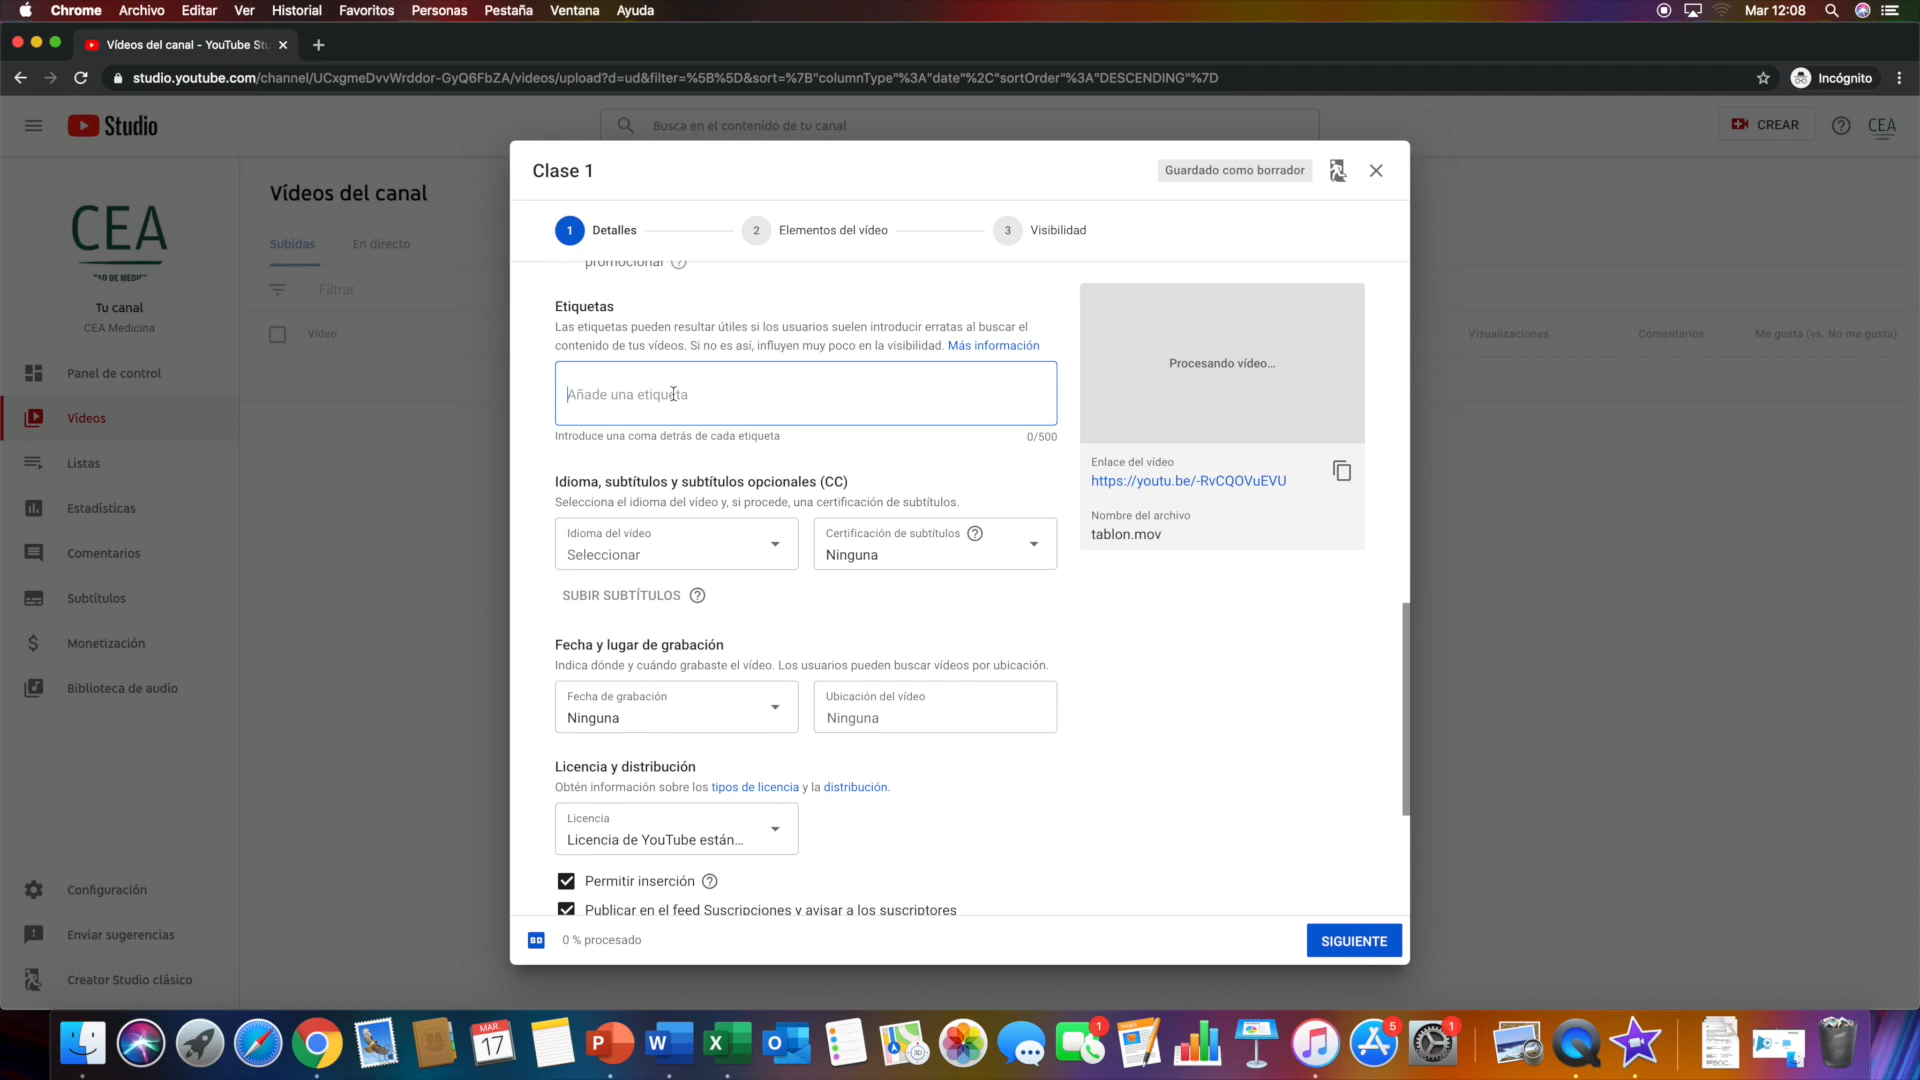 Chrome Archivo Editar Ver Historial Favoritos Personas Pestaña Ventana Ayuda
Mar 12:08
Vídeos del canal - YouTube Stu
studio.youtube.com/channel/UCxgmeDvvWrddor-GyQ6FbZA/videos/upload?d=ud&filter=%5B%5D&sort=%7B"columnType"%3A"date"%2C"sortOrder"%3A"DESCENDING"%7D
Incógnito
Studio
Busca en el contenido de tu canal
CREAR
CEA
CEA
Tu canal
CEA Medicina
Panel de control
Vídeos
Listas
Estadísticas
Comentarios
Subtítulos
Monetización
Biblioteca de audio
Configuración
Enviar sugerencias
Creator Studio clásico
Vídeos del canal
Subidas
En directo
Filtrar
Vídeo
Visualizaciones
Comentarios
Me gusta (vs. No me gusta)
Clase 1
Guardado como borrador
1 Detalles
2 Elementos del vídeo
3 Visibilidad
promocional
Etiquetas
Las etiquetas pueden resultar útiles si los usuarios suelen introducir erratas al buscar el
contenido de tus vídeos. Si no es así, influyen muy poco en la visibilidad. Más información
Añade una etiqueta
Introduce una coma detrás de cada etiqueta
0/500
Idioma, subtítulos y subtítulos opcionales (CC)
Selecciona el idioma del vídeo y, si procede, una certificación de subtítulos.
Idioma del vídeo
Seleccionar
Certificación de subtítulos
Ninguna
SUBIR SUBTÍTULOS
Fecha y lugar de grabación
Indica dónde y cuándo grabaste el vídeo. Los usuarios pueden buscar vídeos por ubicación.
Fecha de grabación
Ninguna
Ubicación del vídeo
Ninguna
Licencia y distribución
Obtén información sobre los tipos de licencia y la distribución.
Licencia
Licencia de YouTube están...
Permitir inserción
Publicar en el feed Suscripciones y avisar a los suscriptores
Procesando vídeo...
Enlace del vídeo
https://youtu.be/-RvCQOVuEVU
Nombre del archivo
tablon.mov
SD
0 % procesado
SIGUIENTE
MAR.
17
P
W
X
O
3D
1
PAGES
5
1